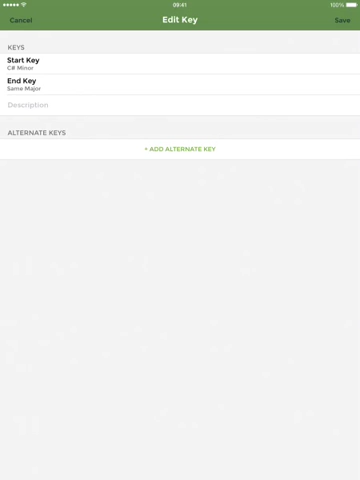 09:41
100%
Cancel
Edit Key
Save
KEYS
Start Key
C# Minor
End Key
Same Major
Description
ALTERNATE KEYS
+ ADD ALTERNATE KEY